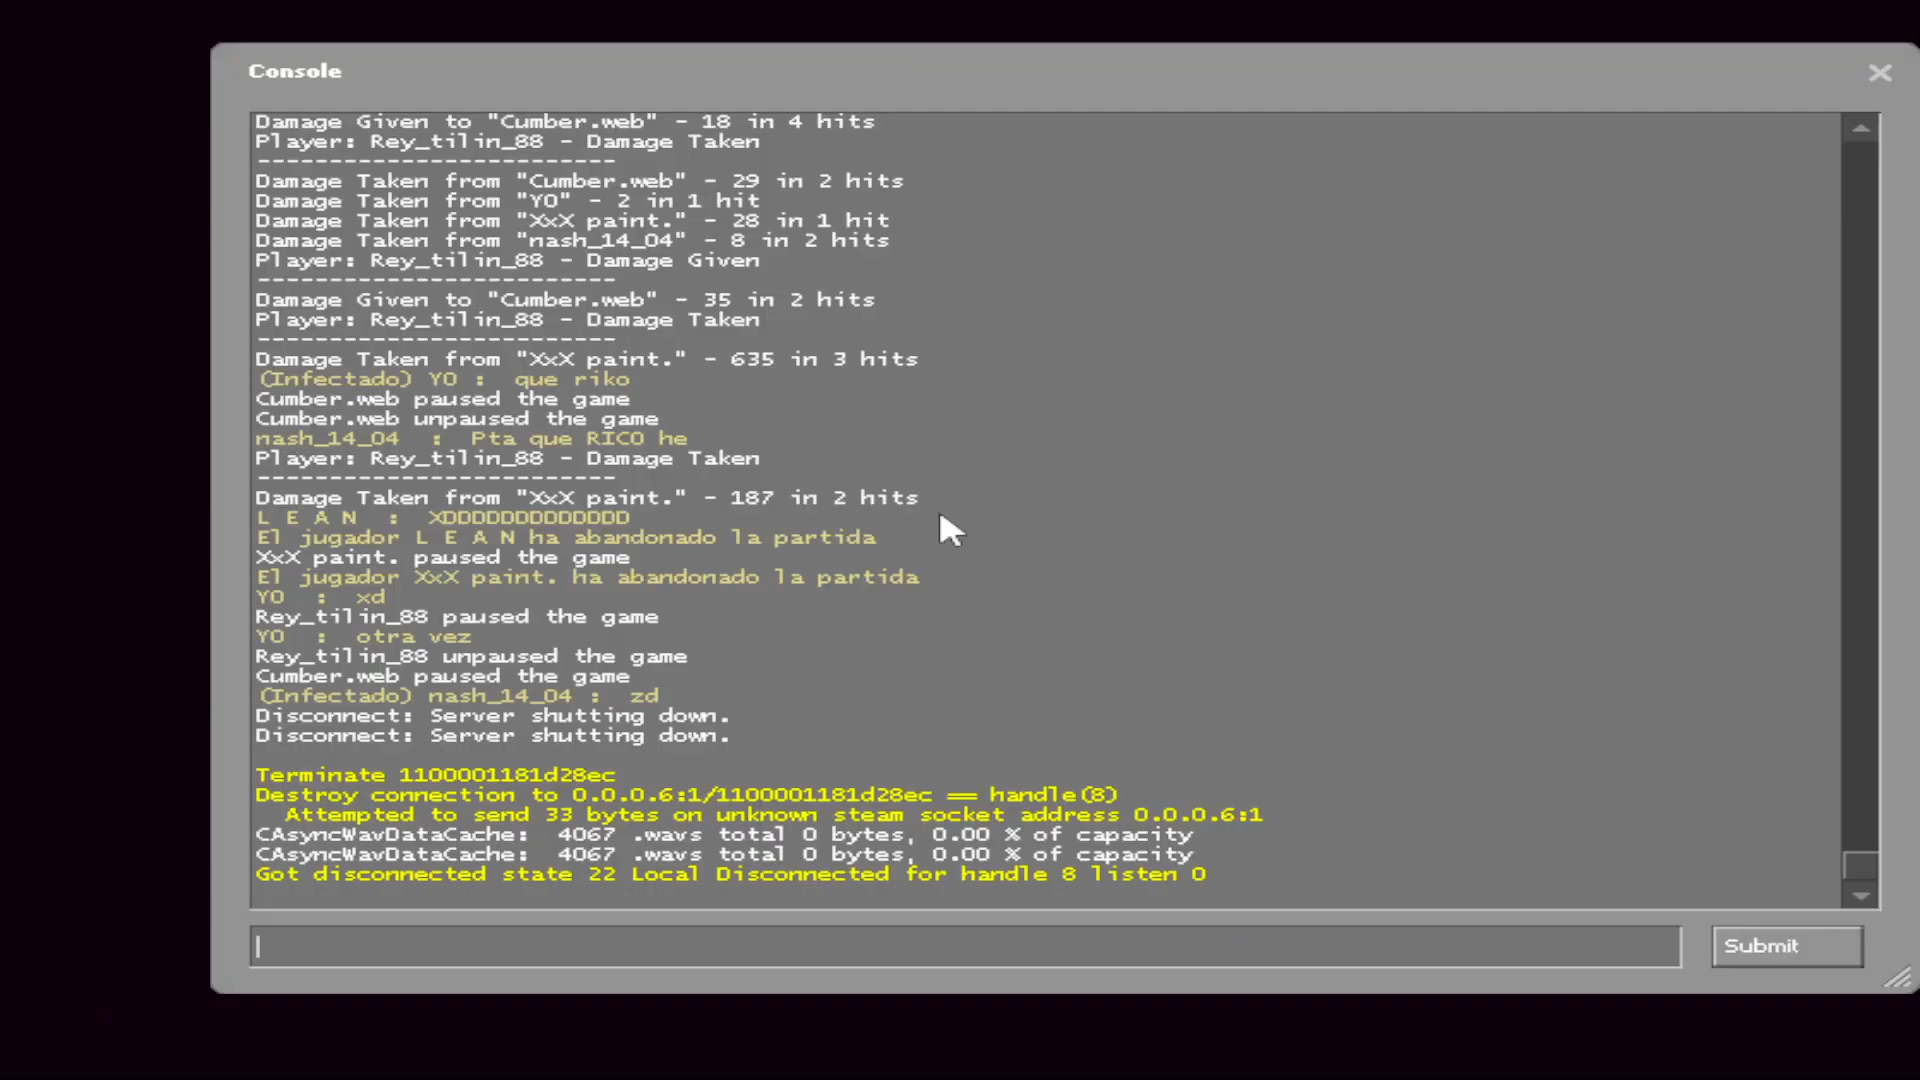 Console
Damage Given to "Cumber.web" - 18 in 4 hits
Player: Rey_tilin_88 - Damage Taken
-------------------------
Damage Taken from "Cumber.web" - 29 in 2 hits
Damage Taken from "YO" - 2 in 1 hit
Damage Taken from "XxX paint." - 28 in 1 hit
Damage Taken from "nash_14_04" - 8 in 2 hits
Player: Rey_tilin_88 - Damage Given
-------------------------
Damage Given to "Cumber.web" - 35 in 2 hits
Player: Rey_tilin_88 - Damage Taken
-------------------------
Damage Taken from "XxX paint." - 635 in 3 hits
(Infectado) YO :  que riko
Cumber.web paused the game
Cumber.web unpaused the game
nash_14_04  :  Pta que RICO he
Player: Rey_tilin_88 - Damage Taken
-------------------------
Damage Taken from "XxX paint." - 187 in 2 hits
L E A N  :  XDDDDDDDDDDDDD
El jugador L E A N ha abandonado la partida
XxX paint. paused the game
El jugador XxX paint. ha abandonado la partida
YO  :  xd
Rey_tilin_88 paused the game
YO  :  otra vez
Rey_tilin_88 unpaused the game
Cumber.web paused the game
(Infectado) nash_14_04 :  zd
Disconnect: Server shutting down.
Disconnect: Server shutting down.
Terminate 1100001181d28ec
Destroy connection to 0.0.0.6:1/1100001181d28ec == handle(8)
Attempted to send 33 bytes on unknown steam socket address 0.0.0.6:1
CAsyncWavDataCache:  4067 .wavs total 0 bytes, 0.00 % of capacity
CAsyncWavDataCache:  4067 .wavs total 0 bytes, 0.00 % of capacity
Got disconnected state 22 Local Disconnected for handle 8 listen 0
Submit